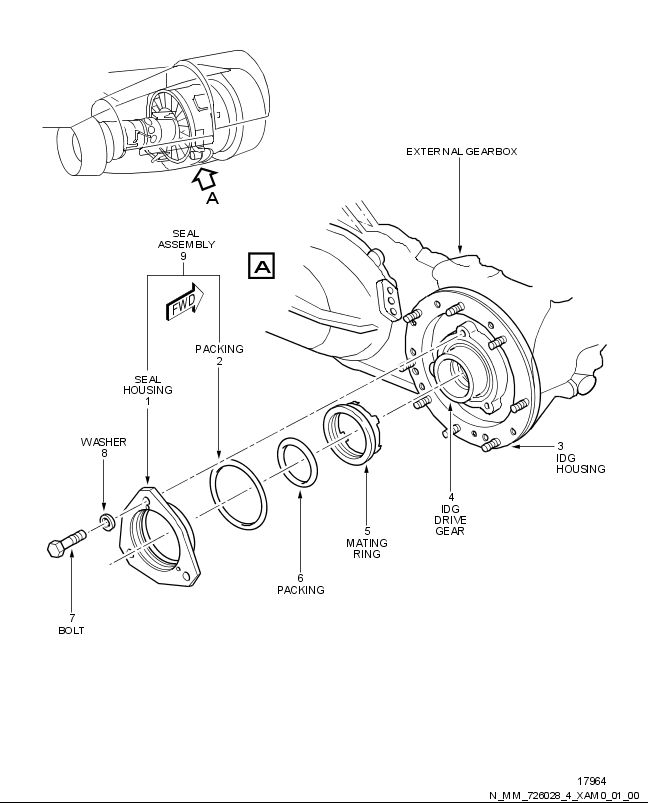 EXTERNAL GEARBOX
A
SEAL
ASSEMBLY
9
A
FWD
PACKING
2
SEAL
HOUSING
1
WASHER
8
3
IDG
HOUSING
4
IDG
DRIVE
GEAR
5
MATING
RING
6
PACKING
7
BOLT
17964
N_MM_726028_4_XAM0_01_00